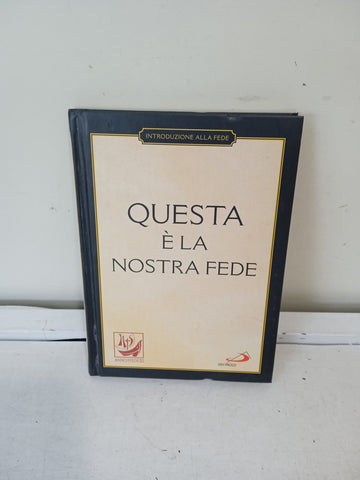 INTRODUZIONE ALLA FEDE
QUESTA
È LA
NOSTRA FEDE
SAN PAOLO